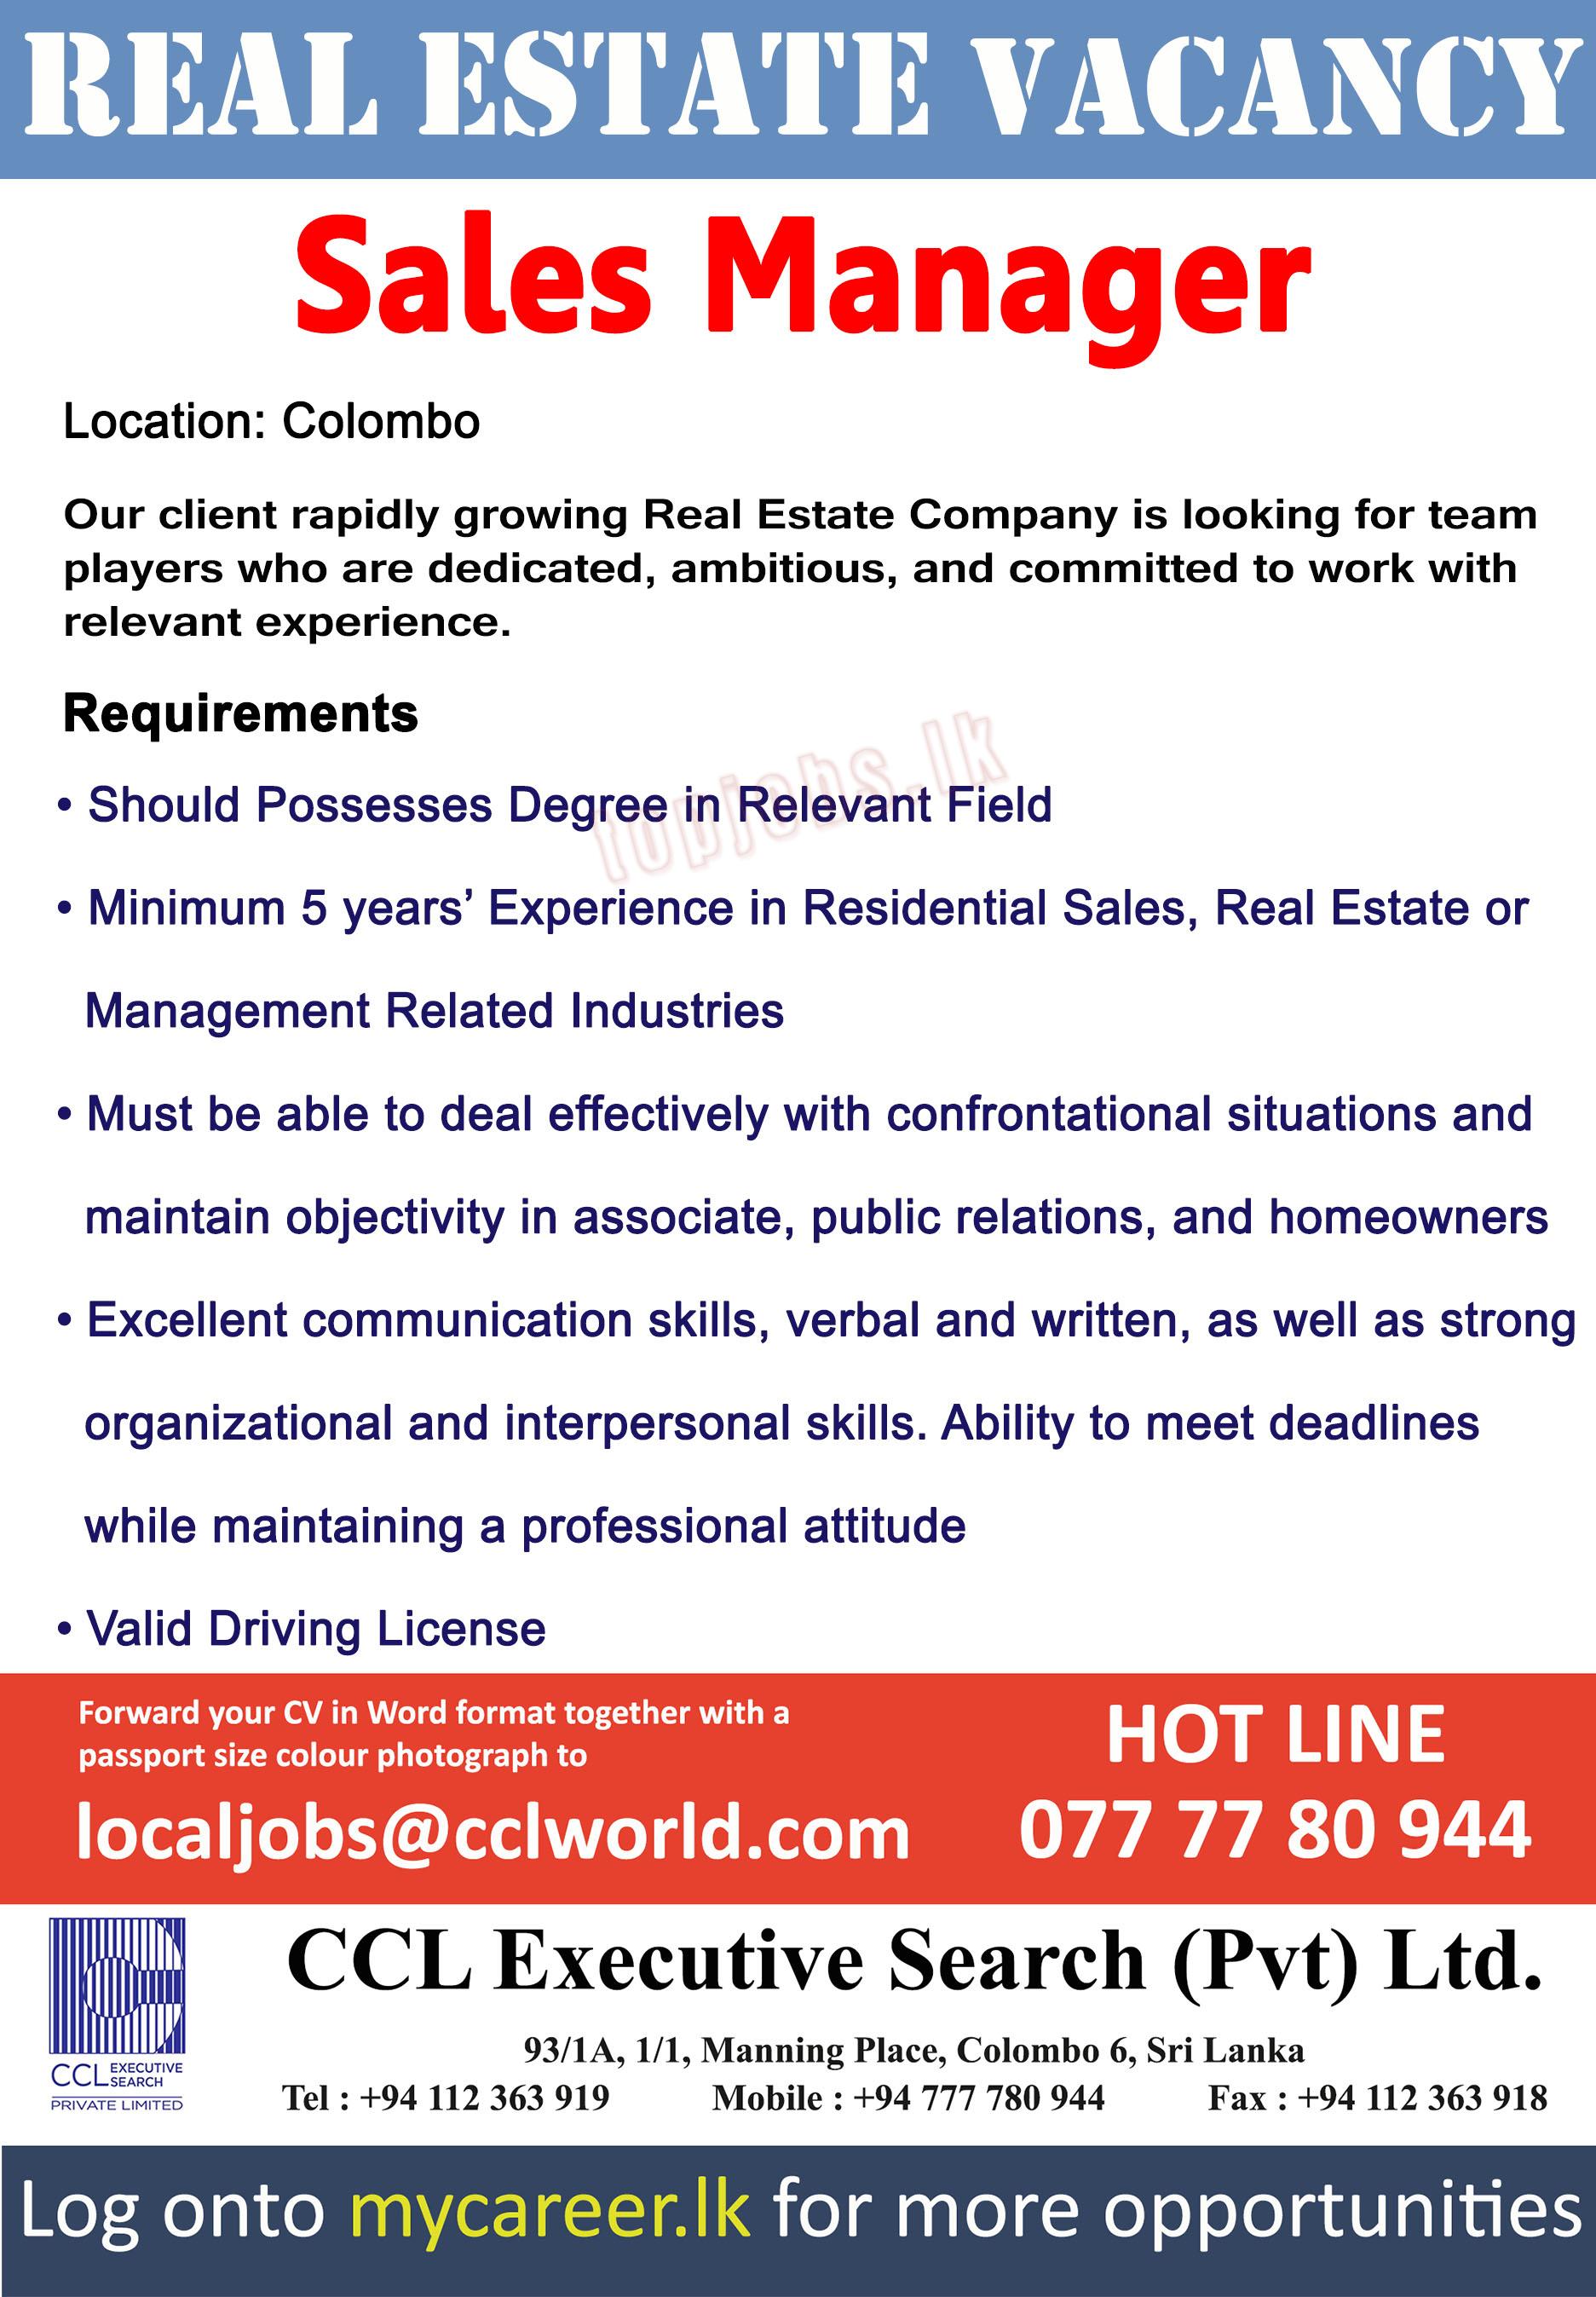 REAL ESTATE VACANCY
Sales Manager
Location: Colombo
Our client rapidly growing Real Estate Company is looking for team
players who are dedicated, ambitious, and committed to work with
relevant experience.
Requirements
topjobs.lk
• Should Possesses Degree in Relevant Field
• Minimum 5 years’ Experience in Residential Sales, Real Estate or
Management Related Industries
• Must be able to deal effectively with confrontational situations and
maintain objectivity in associate, public relations, and homeowners
• Excellent communication skills, verbal and written, as well as strong
organizational and interpersonal skills. Ability to meet deadlines
while maintaining a professional attitude
• Valid Driving License
Forward your CV in Word format together with a
passport size colour photograph to
localjobs@cclworld.com
HOT LINE
077 77 80 944
CCL EXECUTIVE
SEARCH
PRIVATE LIMITED
CCL Executive Search (Pvt) Ltd.
93/1A, 1/1, Manning Place, Colombo 6, Sri Lanka
Tel : +94 112 363 919 Mobile : +94 777 780 944 Fax : +94 112 363 918
Log onto mycareer.lk for more opportunities